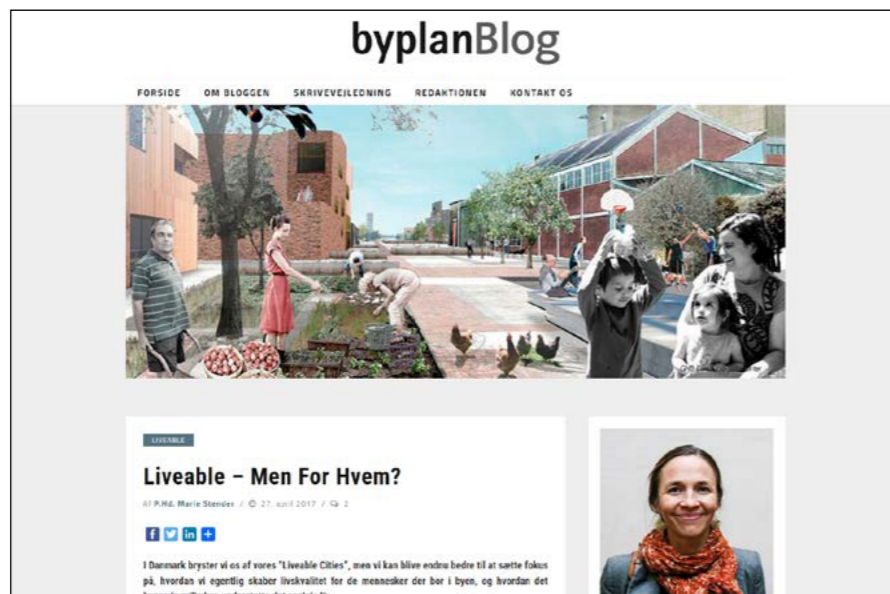 byplanBlog
FORSIDE OM BLOGGEN SKRIVEVEJLEDNING REDAKTIONEN KONTAKT OS
LIVEABLE
Liveable – Men For Hvem?
AF P.Hd. Marie Stender / 27. april 2017 / 2
I Danmark bryster vi os af vores "Liveable Cities", men vi kan blive endnu bedre til at sætte fokus
på, hvordan vi egentlig skaber livskvalitet for de mennesker der bor i byen, og hvordan det